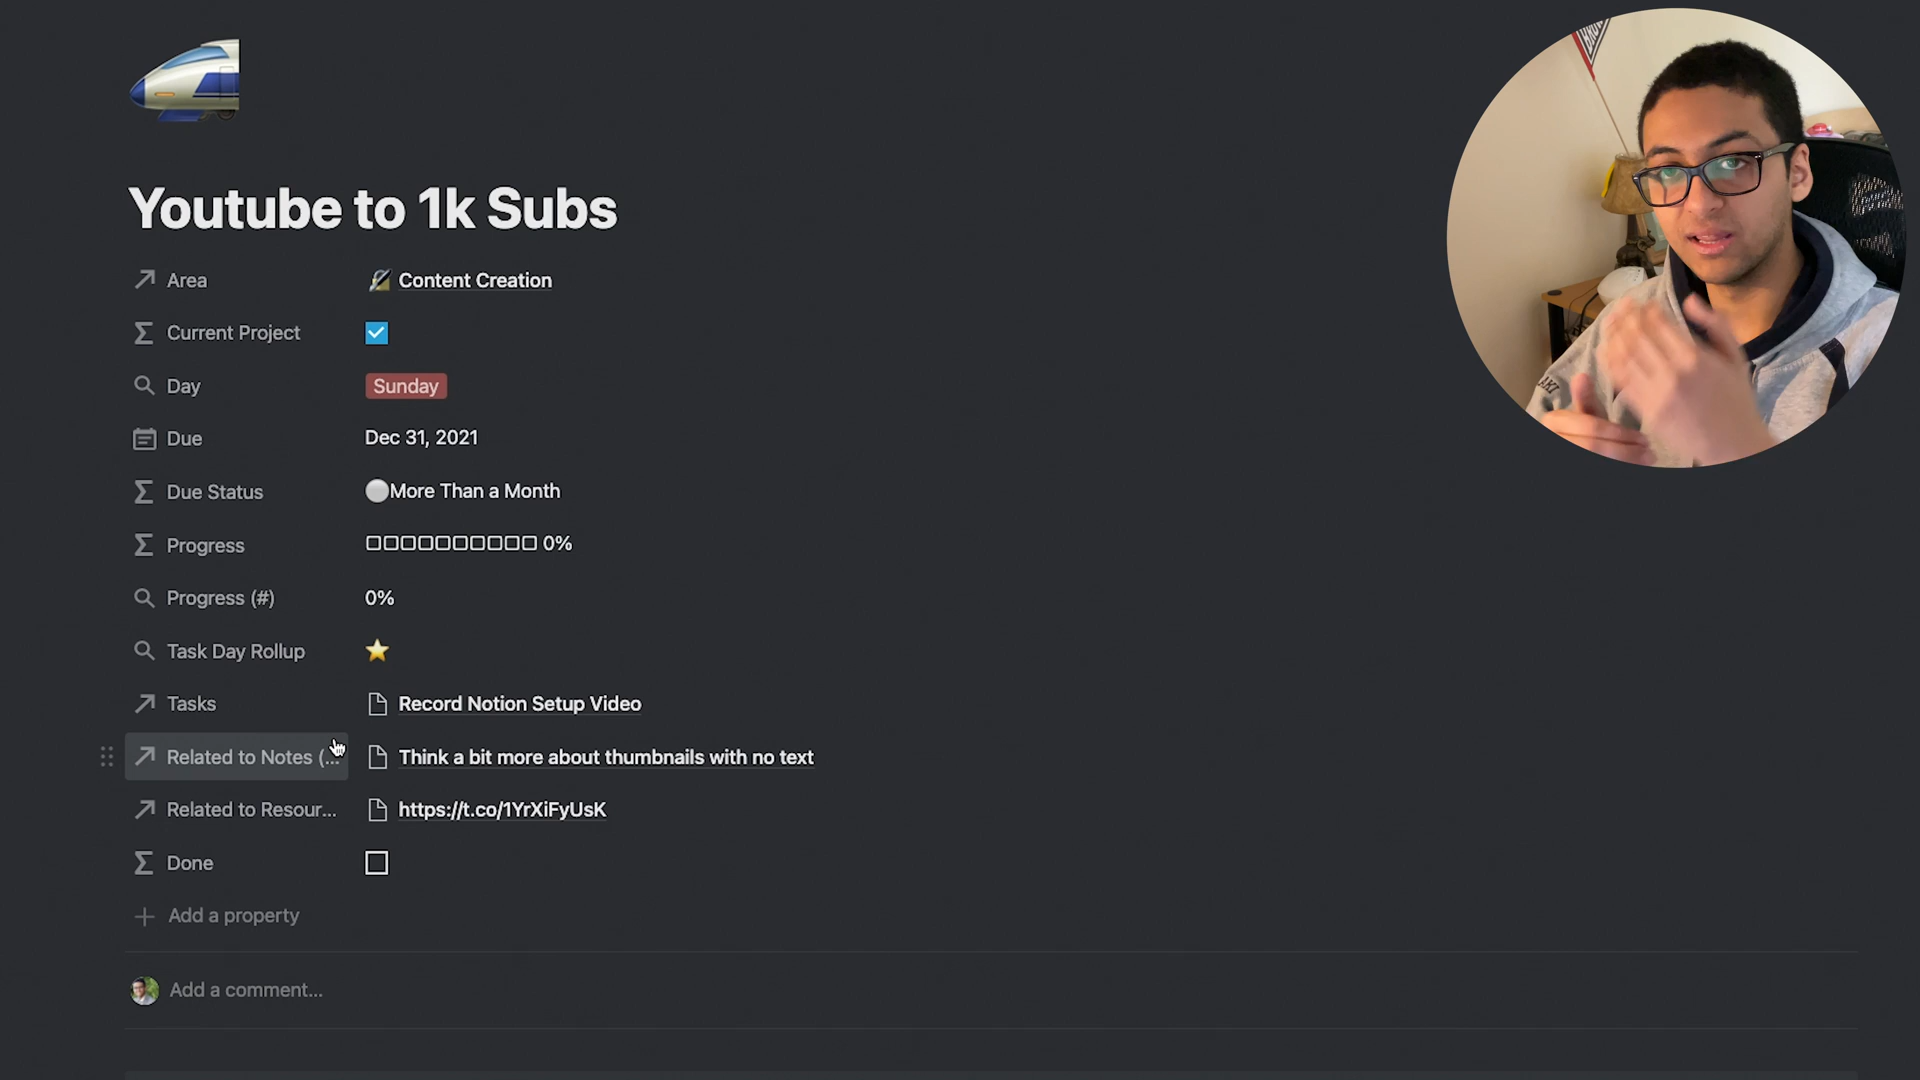 Youtube to 1k Subs
Area Content Creation
Current Project
Day Sunday
Due Dec 31, 2021
Due Status More Than a Month
Progress 0%
Progress (#) 0%
Task Day Rollup
Tasks Record Notion Setup Video
Related to Notes (... Think a bit more about thumbnails with no text
Related to Resour... https://t.co/1YrXiFyUsK
Done
Add a property
Add a comment...